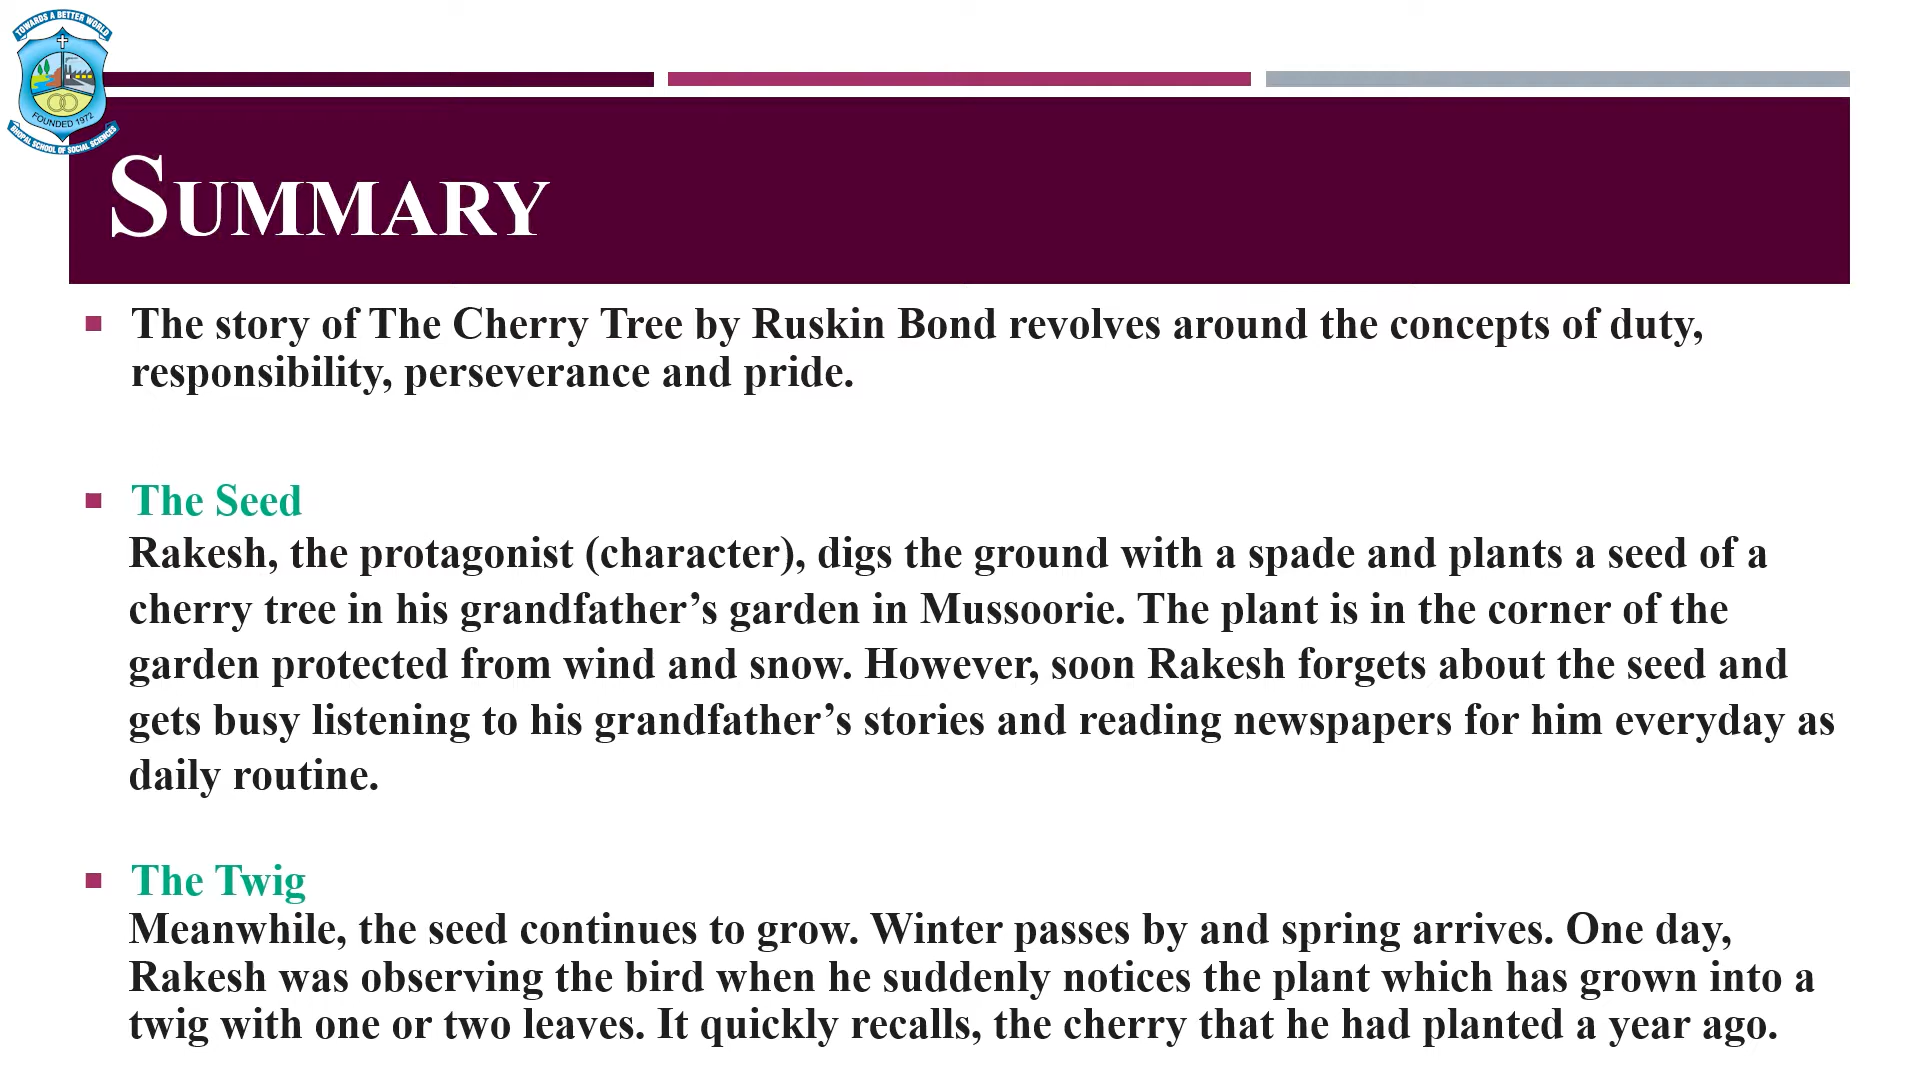 TOWARDS A BETTER WORLD
FOUNDED 1972
BHOPAL SCHOOL OF SOCIAL SCIENCES
SUMMARY
The story of The Cherry Tree by Ruskin Bond revolves around the concepts of duty,
responsibility, perseverance and pride.
The Seed
Rakesh, the protagonist (character), digs the ground with a spade and plants a seed of a
cherry tree in his grandfather’s garden in Mussoorie. The plant is in the corner of the
garden protected from wind and snow. However, soon Rakesh forgets about the seed and
gets busy listening to his grandfather’s stories and reading newspapers for him everyday as
daily routine.
The Twig
Meanwhile, the seed continues to grow. Winter passes by and spring arrives. One day,
Rakesh was observing the bird when he suddenly notices the plant which has grown into a
twig with one or two leaves. It quickly recalls, the cherry that he had planted a year ago.